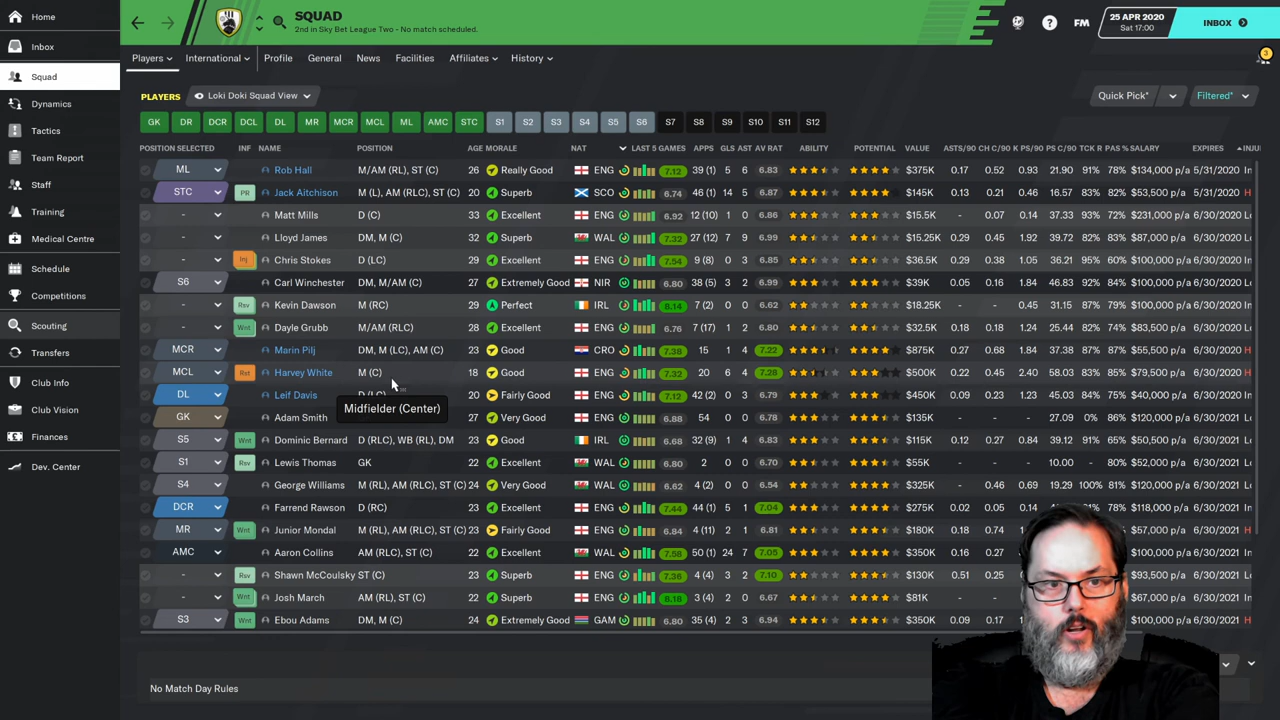 Home
SQUAD
2nd in Sky Bet League Two - No match scheduled.
FM
25 APR 2020
Sat 17:00
INBOX
Inbox
Squad
Dynamics
Tactics
Team Report
Staff
Training
Medical Centre
Schedule
Competitions
Scouting
Transfers
Club Info
Club Vision
Finances
Dev. Center
Players International Profile General News Facilities Affiliates History
3
PLAYERS Loki Doki Squad View Quick Pick* Filtered*
GK DR DCR DCL DL MR MCR MCL ML AMC STC S1 S2 S3 S4 S5 S6 S7 S8 S9 S10 S11 S12
POSITION SELECTED INF NAME POSITION AGE MORALE NAT LAST 5 GAMES APPS GLS AST AV RAT ABILITY POTENTIAL VALUE ASTS/90 CH C/90 K PS/90 PS C/90 TCK R PAS % SALARY EXPIRES
ML Rob Hall M/AM (RL), ST (C) 26 Really Good ENG 7.12 39 (1) 5 6 6.83 $375K 0.17 0.52 0.93 21.90 91% 78% $134,000 p/a 5/31/2020
STC PR Jack Aitchison M (L), AM (RLC), ST (C) 20 Superb SCO 6.74 46 (1) 14 5 6.87 $145K 0.13 0.21 0.46 16.57 83% 82% $53,500 p/a 5/31/2020
- Matt Mills D (C) 33 Excellent ENG 6.92 12 (10) 1 0 6.86 $15.5K - 0.07 0.14 37.33 93% 72% $231,000 p/a 6/30/2020
- Lloyd James DM, M (C) 32 Superb WAL 7.32 27 (12) 7 9 6.99 $15.25K 0.29 0.45 1.92 39.72 82% 83% $87,000 p/a 6/30/2020
- Inj Chris Stokes D (LC) 29 Excellent ENG 7.54 9 (8) 0 3 6.85 $36.5K 0.29 0.38 1.05 36.21 95% 68% $100,000 p/a 6/30/2020
S6 Carl Winchester DM, M/AM (C) 27 Extremely Good NIR 6.80 38 (5) 3 2 6.99 $39K 0.05 0.16 1.84 46.83 92% 84% $100,000 p/a 6/30/2020
- Rsv Kevin Dawson M (RC) 29 Perfect IRL 8.14 7 (2) 0 0 6.62 $18.25K - - 0.45 31.15 87% 79% $100,000 p/a 6/30/2020
- Wnt Dayle Grubb M/AM (RLC) 28 Excellent ENG 6.76 7 (17) 1 2 6.80 $32.5K 0.18 0.18 1.24 25.44 82% 74% $83,500 p/a 6/30/2020
MCR Marin Pilj DM, M (LC), AM (C) 23 Good CRO 7.38 15 1 4 7.22 $875K 0.27 0.68 1.84 38.75 87% 85% $55,500 p/a 6/30/2020
MCL Rxt Harvey White M (C) 18 Good ENG 7.32 20 6 4 7.28 $500K 0.22 0.45 2.40 58.03 83% 85% $79,500 p/a 6/30/2020
DL Leif Davis D (LC) 20 Fairly Good ENG 7.12 42 (2) 0 3 6.79 $450K 0.09 0.23 1.23 45.03 84% 75% $40,000 p/a 6/30/2020
Midfielder (Center)
GK Adam Smith 27 Very Good ENG 6.88 54 0 0 6.88 $135K - - - 27.09 0% 86% $120,000 p/a 6/30/2021
S5 Wnt Dominic Bernard D (RLC), WB (RL), DM 23 Good IRL 6.68 32 (9) 1 4 6.83 $115K 0.12 0.27 0.84 39.12 91% 65% $50,500 p/a 6/30/2021
S1 Rsv Lewis Thomas GK 22 Excellent WAL 6.80 2 0 0 6.70 $55K - - - 10.00 - 80% $52,000 p/a 6/30/2021
S4 George Williams M (RL), AM (RLC), ST (C) 24 Very Good WAL 6.62 4 (2) 0 0 6.54 $325K - 0.46 0.69 19.29 100% 81% $120,000 p/a 6/30/2021
DCR Farrend Rawson D (RC) 23 Excellent ENG 7.44 44 (1) 5 1 7.04 $275K 0.02 0.05 0.14 32.41 91% 78% $118,000 p/a 6/30/2021
MR Wnt Junior Mondal M (RL), AM (RLC) 23 Fairly Good ENG 6.84 4 (11) 2 1 6.81 $180K 0.18 0.74
AMC Aaron Collins AM (RLC), ST (C) 22 Excellent WAL 7.58 50 (1) 24 7 7.05 $350K 0.16 0.27 $100,000 p/a 6/30/2021
- Rsv Shawn McCoulsky ST (C) 23 Superb ENG 7.36 4 (4) 3 2 7.10 $130K 0.51 0.25 $93,500 p/a 6/30/2021
- Wnt Josh March AM (RL), ST (C) 22 Superb ENG 8.18 3 (4) 2 0 6.67 $81K - - $67,000 p/a 6/30/2021
S3 Wnt Ebou Adams DM, M (C) 24 Extremely Good GAM 6.80 35 (4) 2 3 6.94 $350K 0.09 0.17 $100,000 p/a 6/30/2021
No Match Day Rules